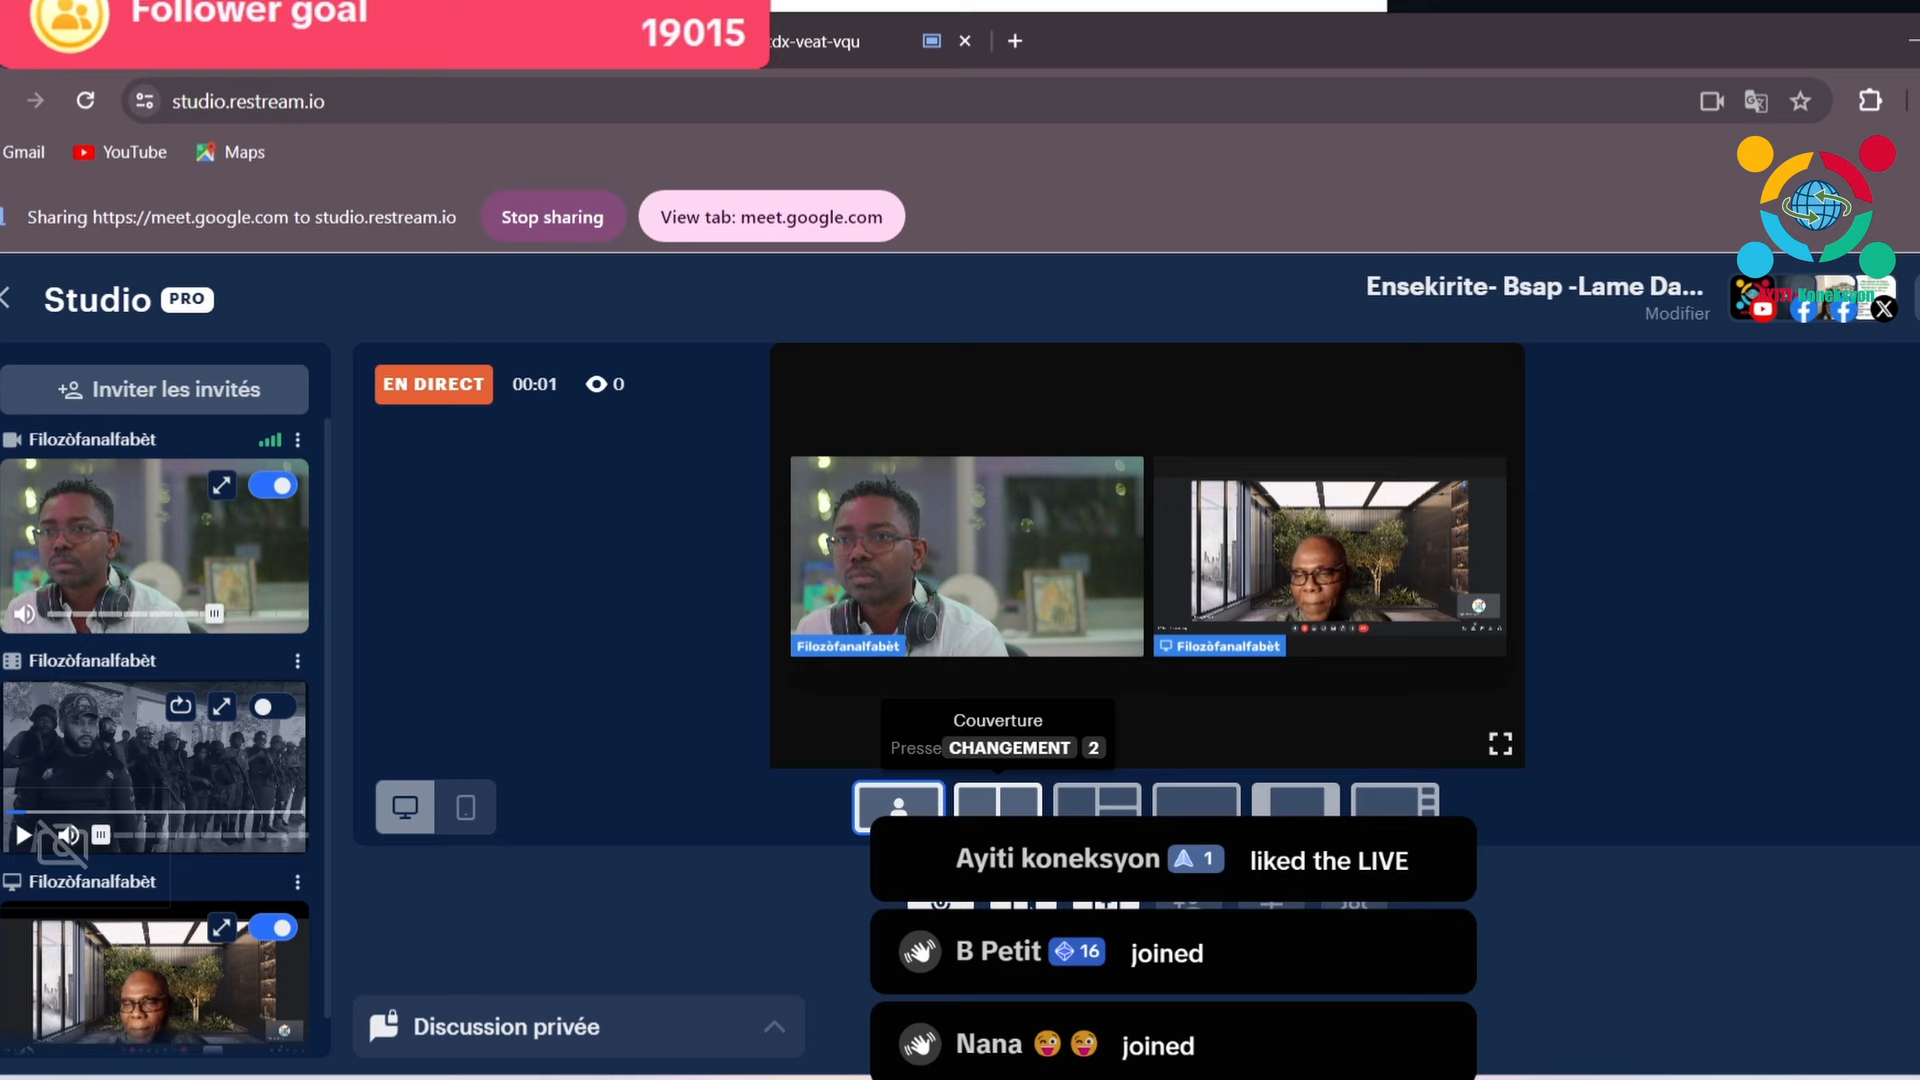 Follower goal
19015
tdx-veat-vqu
studio.restream.io
Gmail
YouTube
Maps
Sharing https://meet.google.com to studio.restream.io
Stop sharing
View tab: meet.google.com
Studio PRO
Ensekirite- Bsap -Lame Da...
Modifier
AYITI Koneksyon
Inviter les invités
EN DIRECT
00:01
0
Filozòfanalfabèt
Filozòfanalfabèt
Filozòfanalfabèt
Filozòfanalfabèt
Filozòfanalfabèt
Couverture
Presse CHANGEMENT 2
Ayiti koneksyon 1 liked the LIVE
B Petit 16 joined
Nana 😜 😜 joined
Discussion privée